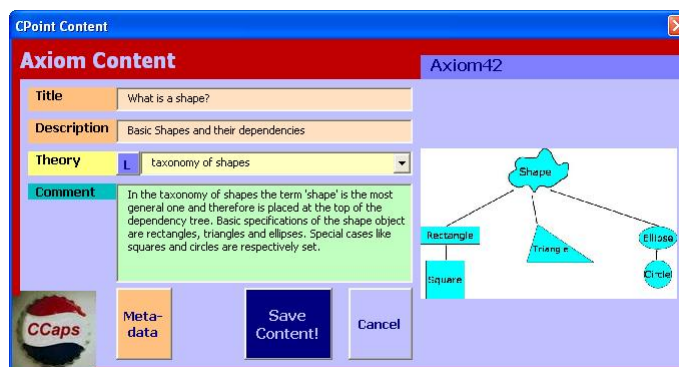 CPoint Content
Axiom Content
Axiom42
Title
What is a shape?
Description
Basic Shapes and their dependencies
Theory
L
taxonomy of shapes
Comment
In the taxonomy of shapes the term 'shape' is the most
general one and therefore is placed at the top of the
dependency tree. Basic specifications of the shape object
are rectangles, triangles and ellipses. Special cases like
squares and circles are respectively set.
Shape
Rectangle
Triangle
Ellipse
Square
Circle
CCaps
Meta-
data
Save
Content!
Cancel